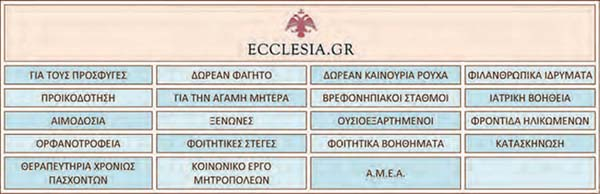 ECCLESIA.GR
ΓΙΑ ΤΟΥΣ ΠΡΟΣΦΥΓΕΣ ΔΩΡΕΑΝ ΦΑΓΗΤΟ ΔΩΡΕΑΝ ΚΑΙΝΟΥΡΙΑ ΡΟΥΧΑ ΦΙΛΑΝΘΡΩΠΙΚΑ ΙΔΡΥΜΑΤΑ
ΠΡΟΙΚΟΔΟΤΗΣΗ ΓΙΑ ΤΗΝ ΑΓΑΜΗ ΜΗΤΕΡΑ ΒΡΕΦΟΝΗΠΙΑΚΟΙ ΣΤΑΘΜΟΙ ΙΑΤΡΙΚΗ ΒΟΗΘΕΙΑ
ΑΙΜΟΔΟΣΙΑ ΞΕΝΩΝΕΣ ΟΥΣΙΟΕΞΑΡΤΗΜΕΝΟΙ ΦΡΟΝΤΙΔΑ ΗΛΙΚΩΜΕΝΩΝ
ΟΡΦΑΝΟΤΡΟΦΕΙΑ ΦΟΙΤΗΤΙΚΕΣ ΣΤΕΓΕΣ ΦΟΙΤΗΤΙΚΑ ΒΟΗΘΗΜΑΤΑ ΚΑΤΑΣΚΗΝΩΣΗ
ΘΕΡΑΠΕΥΤΗΡΙΑ ΧΡΟΝΙΩΣ
ΠΑΣΧΟΝΤΩΝ
ΚΟΙΝΩΝΙΚΟ ΕΡΓΟ
ΜΗΤΡΟΠΟΛΕΩΝ
Α.Μ.Ε.Α.